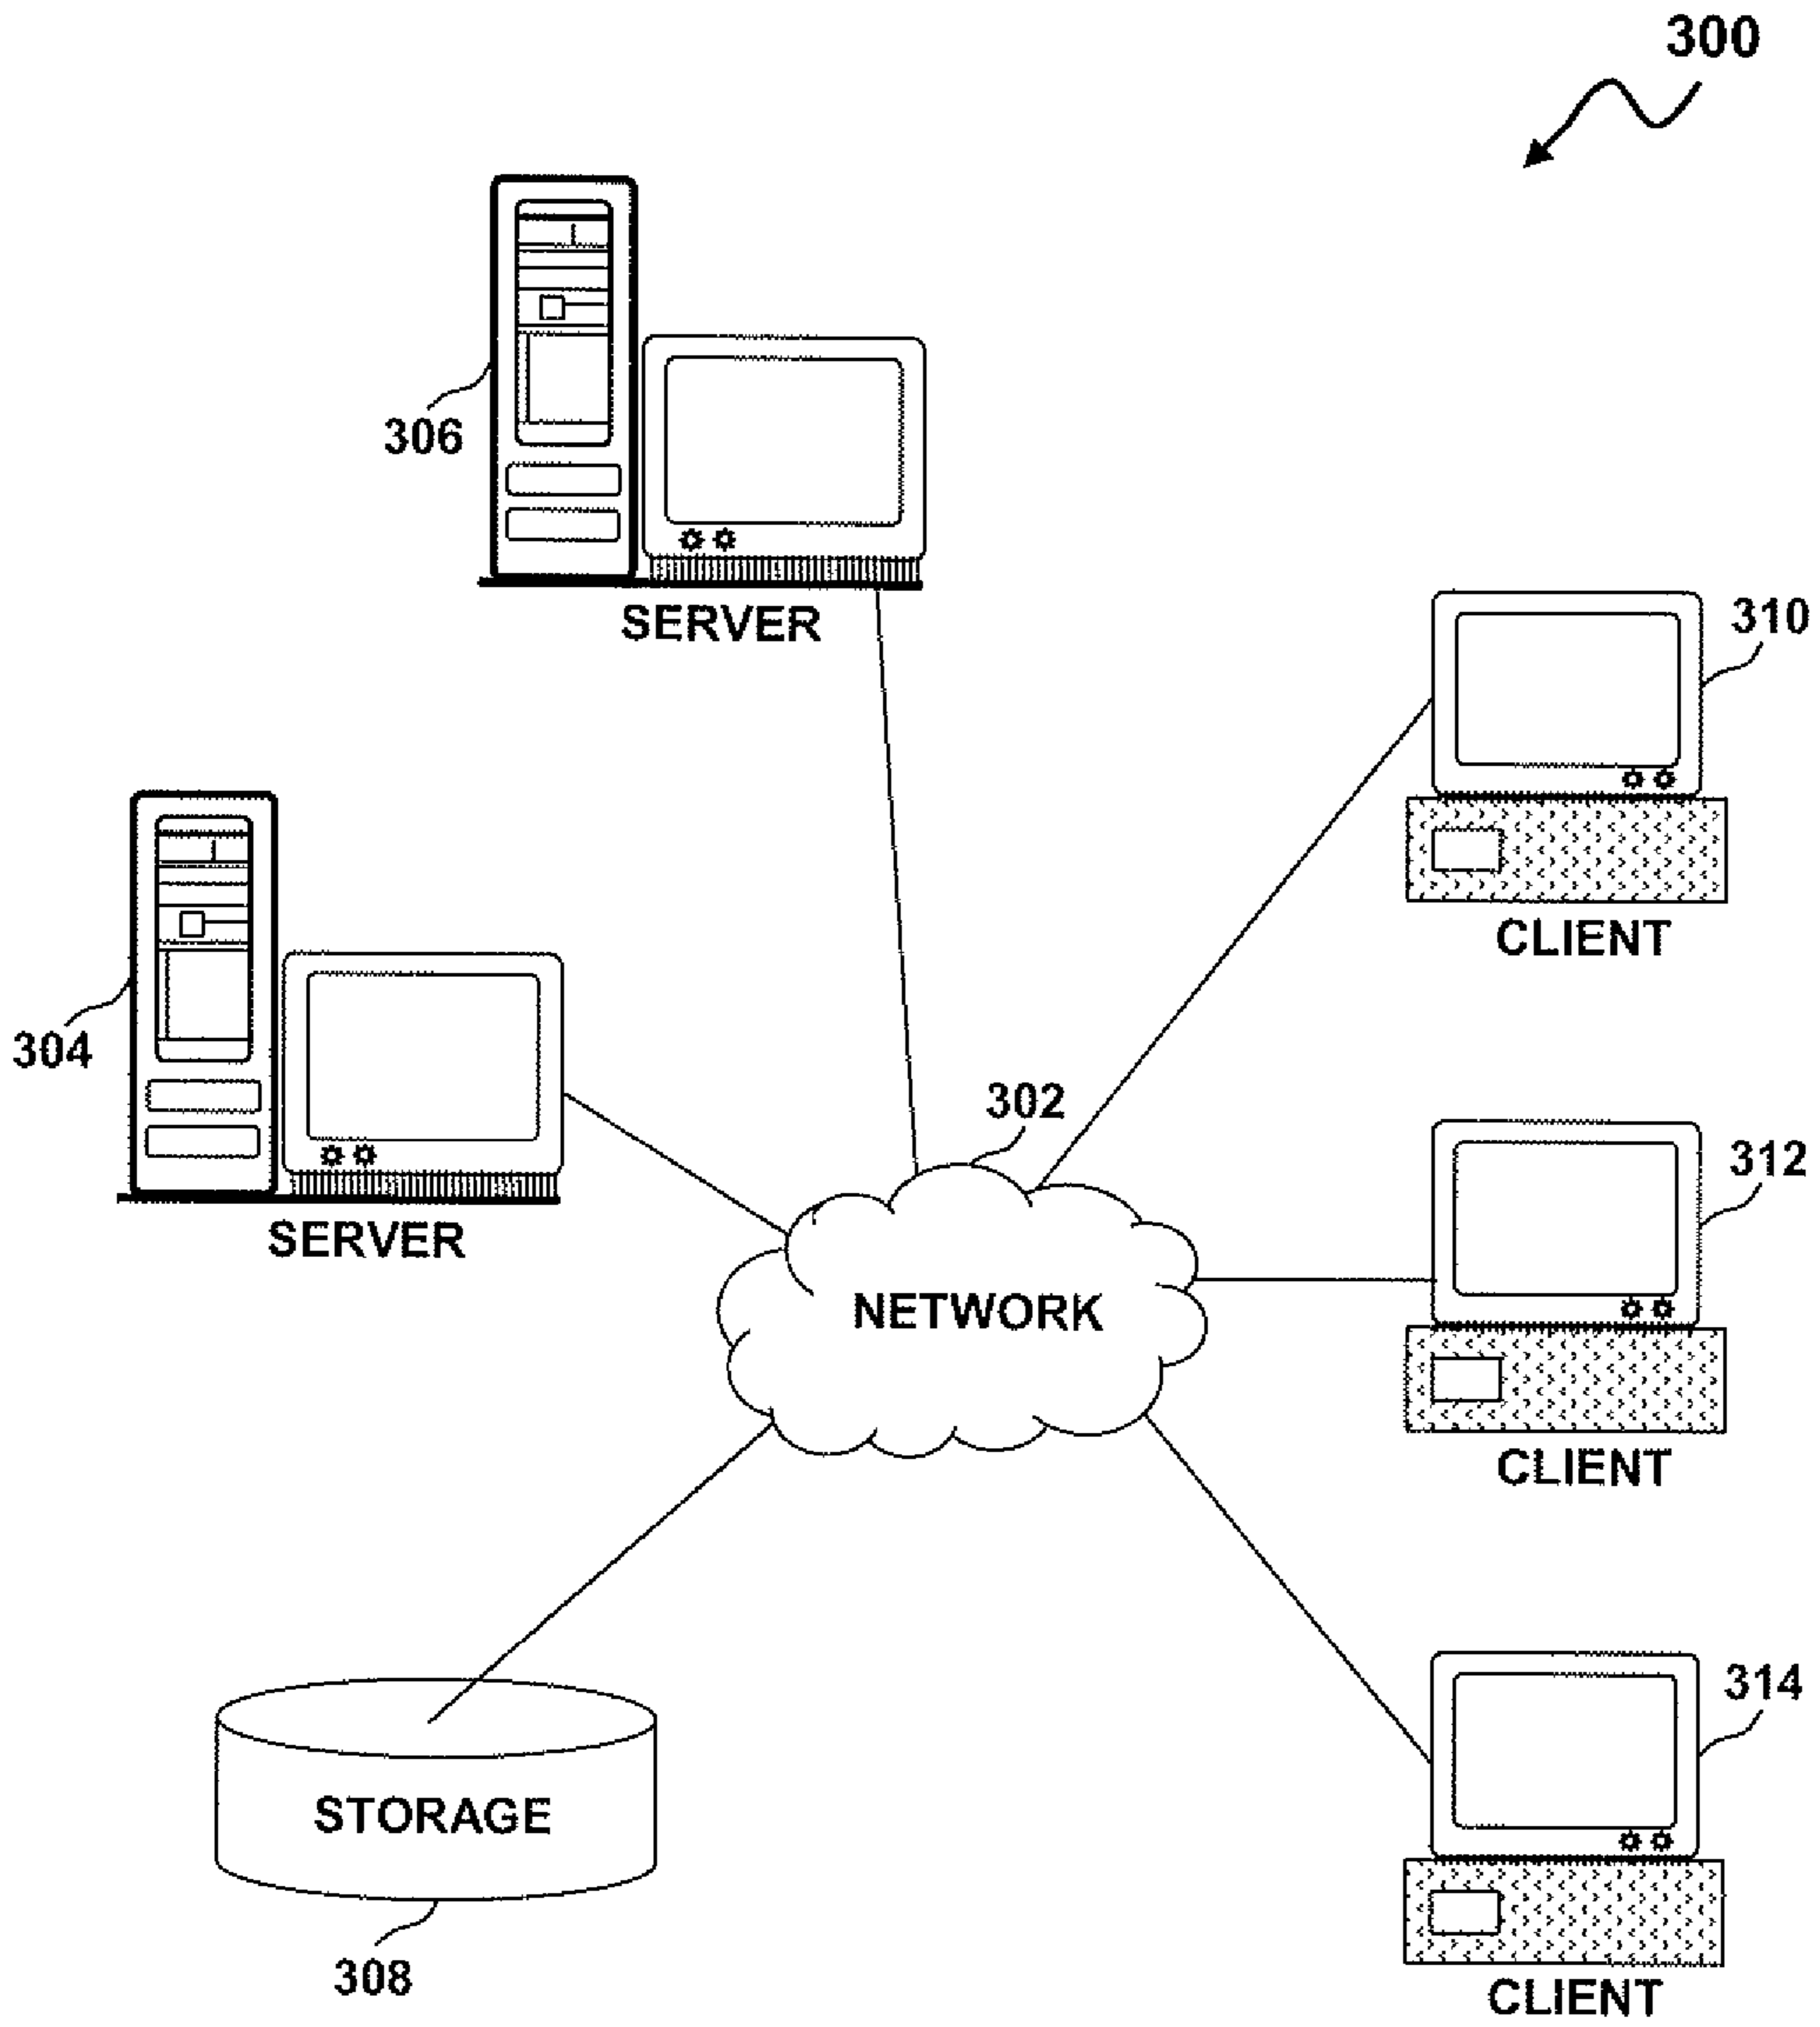 300
306
SERVER
310
CLIENT
304
SERVER
302
NETWORK
312
CLIENT
314
CLIENT
STORAGE
308